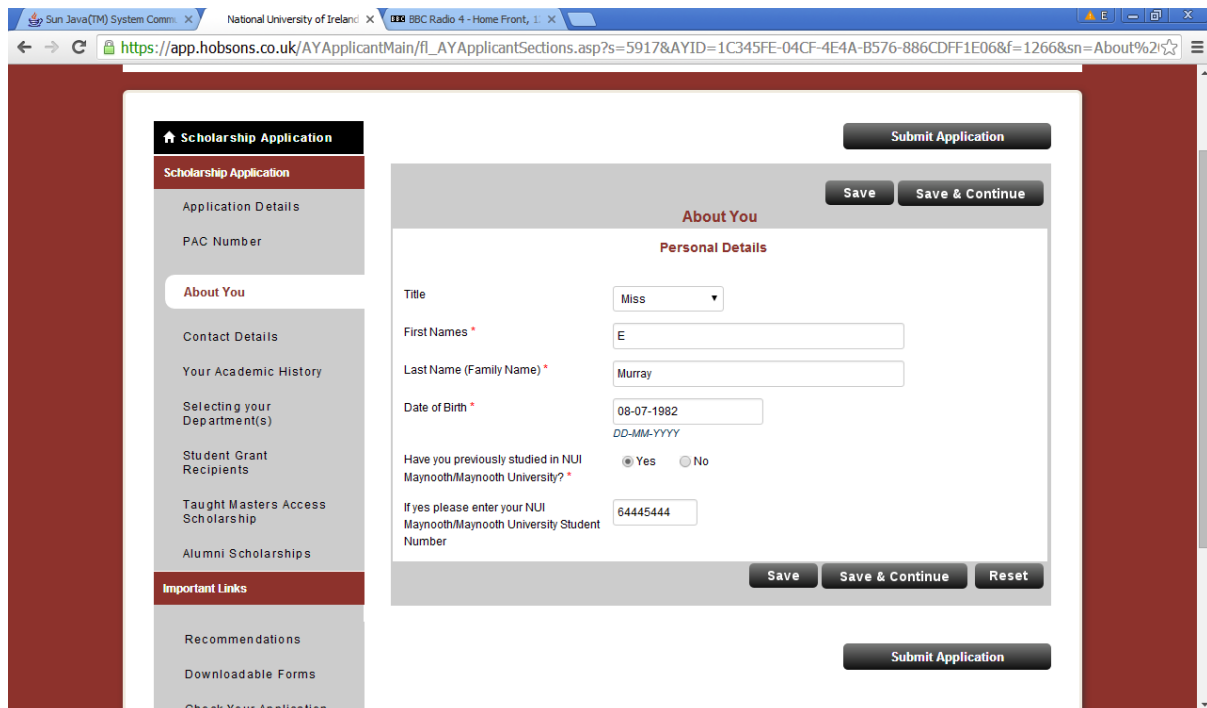 Sun Java(TM) System Commu
National University of Ireland
BBC Radio 4 - Home Front, 1
E
https://app.hobsons.co.uk/AYApplicantMain/fl_AYApplicantSections.asp?s=5917&AYID=1C345FE-04CF-4E4A-B576-886CDFF1E06&f=1266&sn=About%2
Scholarship Application
Submit Application
Scholarship Application
Save Save & Continue
Application Details
About You
PAC Number
Personal Details
About You
Title Miss
First Names * E
Contact Details
Last Name (Family Name) * Murray
Your Academic History
Date of Birth * 08-07-1982
Selecting your
Department(s)
DD-MM-YYYY
Student Grant
Recipients
Have you previously studied in NUI
Maynooth/Maynooth University? *
Yes No
Taught Masters Access
Scholarship
If yes please enter your NUI
Maynooth/Maynooth University Student
Number
64445444
Alumni Scholarships
Save Save & Continue Reset
Important Links
Recommendations
Submit Application
Downloadable Forms
Check Your Application